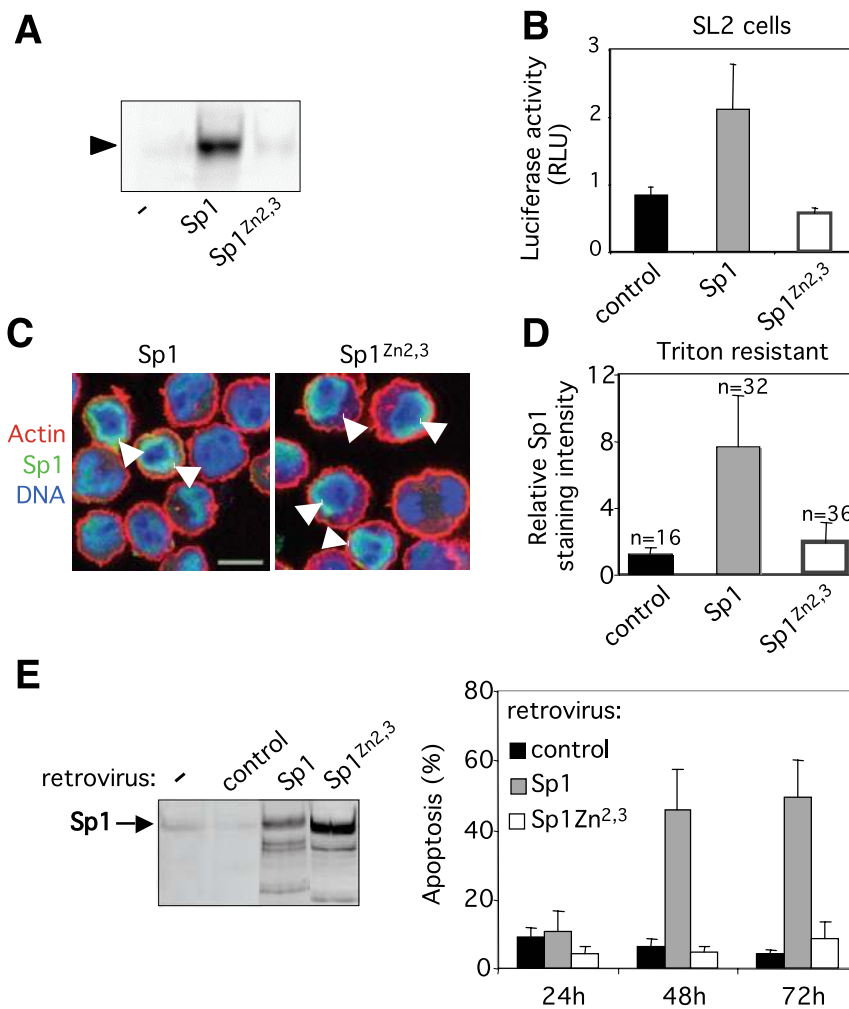 A
-
Sp1
Sp1Zn2,3
B
SL2 cells
Luciferase activity
(RLU)
3
2
1
0
control
Sp1
Sp1Zn2,3
C
Sp1
Sp1Zn2,3
Actin
Sp1
DNA
D
Triton resistant
Relative Sp1
staining intensity
12
8
4
0
n=16
n=32
n=36
control
Sp1
Sp1Zn2,3
E
retrovirus:
-
control
Sp1
Sp1Zn2,3
Sp1
Apoptosis (%)
80
60
40
20
0
retrovirus:
control
Sp1
Sp1Zn2,3
24h
48h
72h